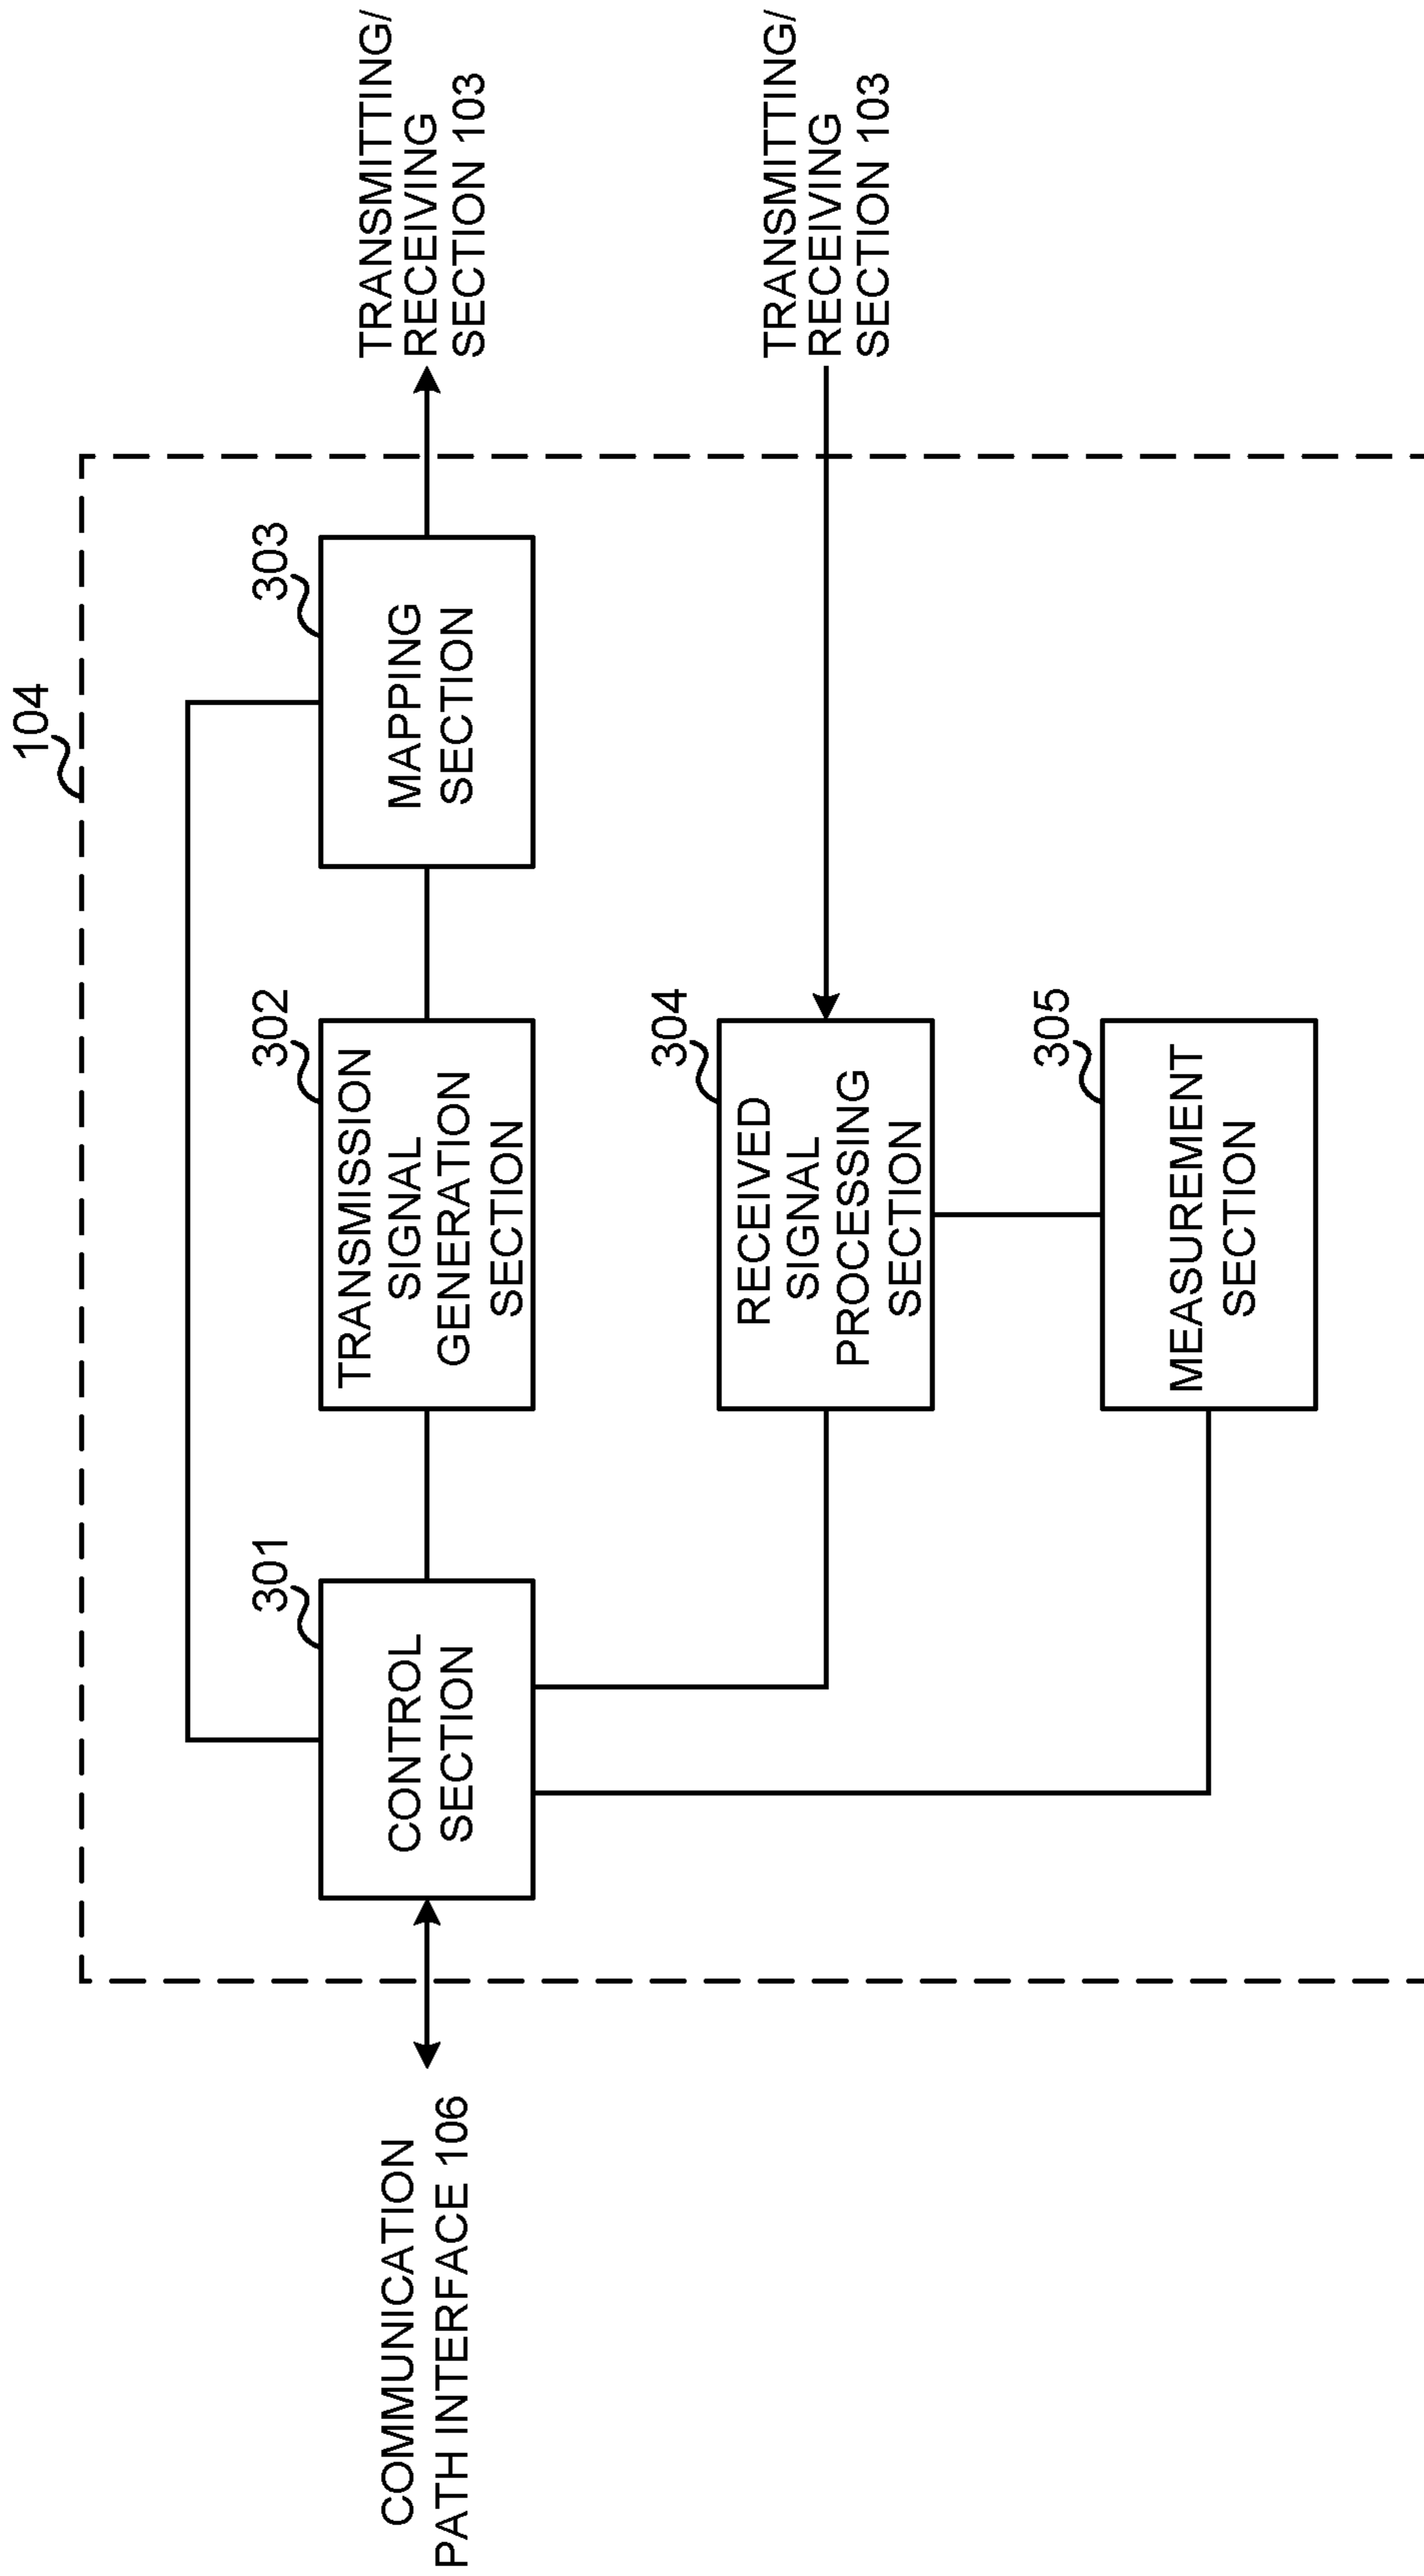 104
COMMUNICATION
PATH INTERFACE 106
301
CONTROL
SECTION
302
TRANSMISSION
SIGNAL
GENERATION
SECTION
303
MAPPING
SECTION
TRANSMITTING/
RECEIVING
SECTION 103
304
RECEIVED
SIGNAL
PROCESSING
SECTION
TRANSMITTING/
RECEIVING
SECTION 103
305
MEASUREMENT
SECTION